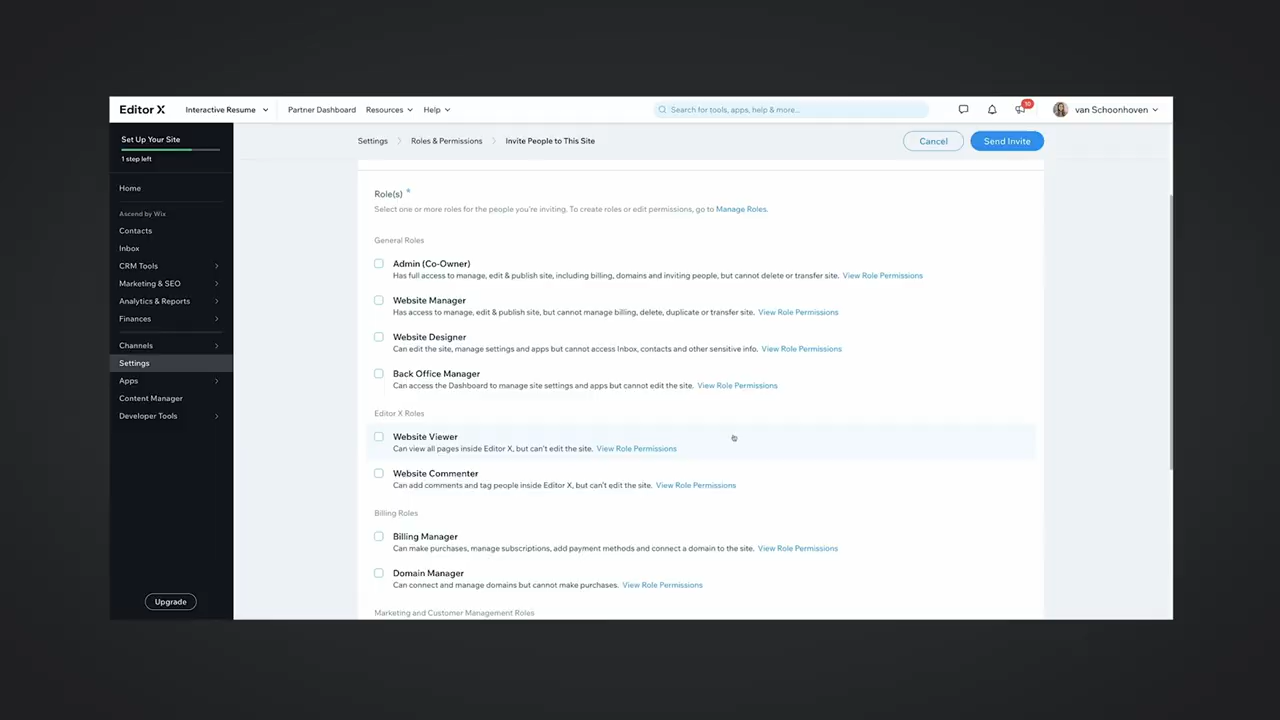 Editor X
Interactive Resume
Partner Dashboard
Resources
Help
Search for tools, apps, help & more...
10
van Schoonhoven
Set Up Your Site
1 step left
Home
Ascend by Wix
Contacts
Inbox
CRM Tools
Marketing & SEO
Analytics & Reports
Finances
Channels
Settings
Apps
Content Manager
Developer Tools
Upgrade
Settings > Roles & Permissions > Invite People to This Site
Cancel
Send Invite
Role(s) *
Select one or more roles for the people you're inviting. To create roles or edit permissions, go to Manage Roles.
General Roles
Admin (Co-Owner)
Has full access to manage, edit & publish site, including billing, domains and inviting people, but cannot delete or transfer site. View Role Permissions
Website Manager
Has access to manage, edit & publish site, but cannot manage billing, delete, duplicate or transfer site. View Role Permissions
Website Designer
Can edit the site, manage settings and apps but cannot access Inbox, contacts and other sensitive info. View Role Permissions
Back Office Manager
Can access the Dashboard to manage site settings and apps but cannot edit the site. View Role Permissions
Editor X Roles
Website Viewer
Can view all pages inside Editor X, but can't edit the site. View Role Permissions
Website Commenter
Can add comments and tag people inside Editor X, but can't edit the site. View Role Permissions
Billing Roles
Billing Manager
Can make purchases, manage subscriptions, add payment methods and connect a domain to the site. View Role Permissions
Domain Manager
Can connect and manage domains but cannot make purchases. View Role Permissions
Marketing and Customer Management Roles